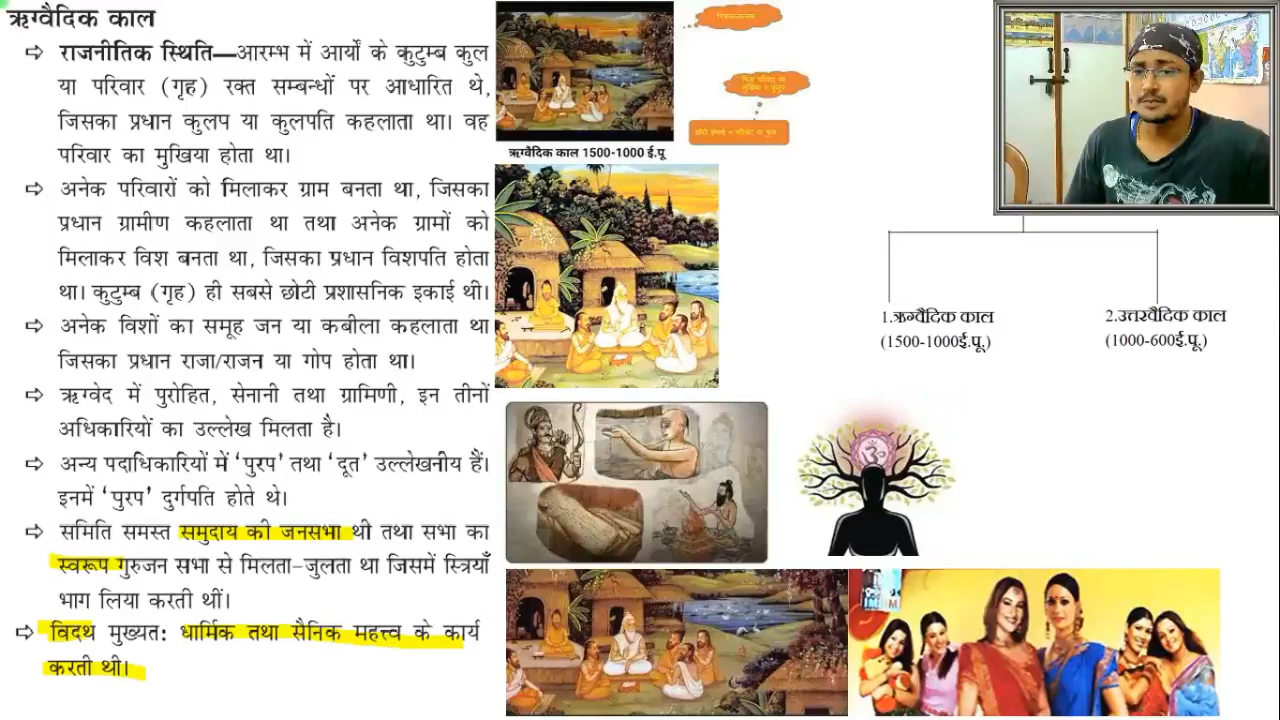 ऋग्वैदिक काल
⇨ राजनीतिक स्थिति—आरम्भ में आर्यों के कुटुम्ब कुल
या परिवार (गृह) रक्त सम्बन्धों पर आधारित थे,
जिसका प्रधान कुलप या कुलपति कहलाता था। वह
परिवार का मुखिया होता था।
⇨ अनेक परिवारों को मिलाकर ग्राम बनता था, जिसका
प्रधान ग्रामीण कहलाता था तथा अनेक ग्रामों को
मिलाकर विश बनता था, जिसका प्रधान विशपति होता
था। कुटुम्ब (गृह) ही सबसे छोटी प्रशासनिक इकाई थी।
⇨ अनेक विशों का समूह जन या कबीला कहलाता था
जिसका प्रधान राजा/राजन या गोप होता था।
⇨ ऋग्वेद में पुरोहित, सेनानी तथा ग्रामिणी, इन तीनों
अधिकारियों का उल्लेख मिलता है।
⇨ अन्य पदाधिकारियों में ‘पुरप’ तथा ‘दूत’ उल्लेखनीय हैं।
इनमें ‘पुरप’ दुर्गपति होते थे।
⇨ समिति समस्त समुदाय की जनसभा थी तथा सभा का
स्वरूप गुरुजन सभा से मिलता-जुलता था जिसमें स्त्रियाँ
भाग लिया करती थीं।
⇨ विदथ मुख्यत: धार्मिक तथा सैनिक महत्त्व के कार्य
करती थी।
ऋग्वैदिक काल 1500-1000 ई.पू
1.ऋग्वैदिक काल
(1500-1000ई.पू.)
2.उत्तरवैदिक काल
(1000-600ई.पू.)